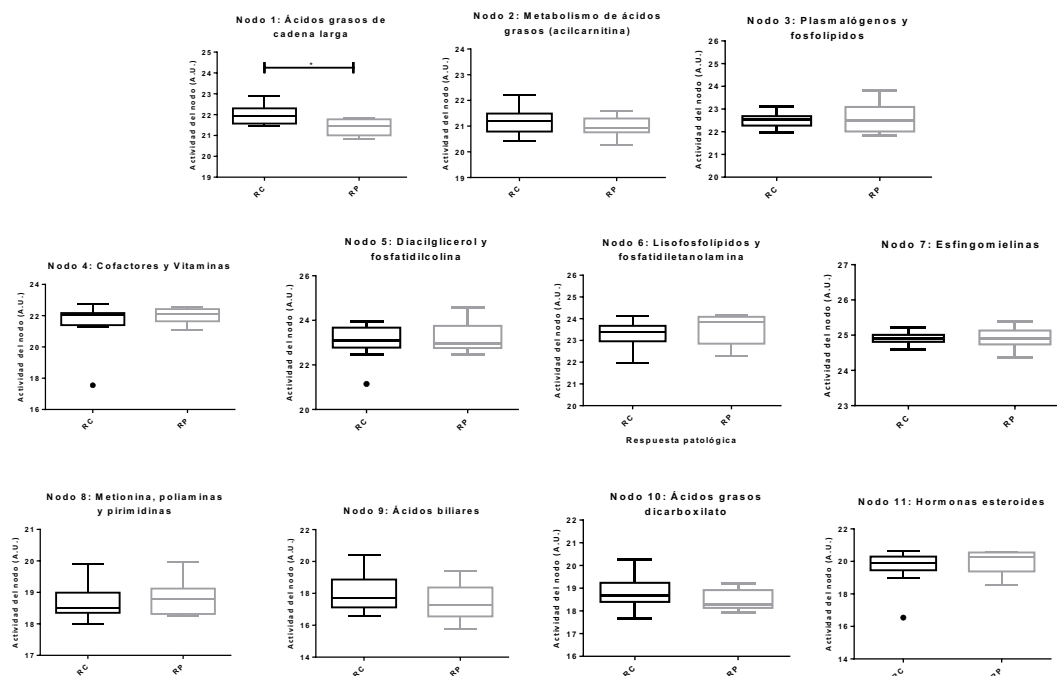 Nodo 1: Ácidos grasos de
cadena larga
Actividad del nodo (A.U.)
25
24
23
22
21
20
19
*
RC
RP
Nodo 2: Metabolismo de ácidos
grasos (acilcarnitina)
Actividad del nodo (A.U.)
24
23
22
21
20
19
RC
RP
Nodo 3: Plasmalógenos y
fosfolípidos
Actividad del nodo (A.U.)
26
25
24
23
22
21
20
RC
RP
Nodo 4: Cofactores y Vitaminas
Actividad del nodo (A.U.)
24
22
20
18
16
RC
RP
Nodo 5: Diacilglicerol y
fosfatidilcolina
Actividad del nodo (A.U.)
26
24
22
20
RC
RP
Nodo 6: Lisofosfolípidos y
fosfatidiletanolamina
Actividad del nodo (A.U.)
26
25
24
23
22
21
20
RC
RP
Respuesta patológica
Nodo 7: Esfingomielinas
Actividad del nodo (A.U.)
27
26
25
24
23
RC
RP
Nodo 8: Metionina, poliaminas
y pirimidinas
Actividad del nodo (A.U.)
21
20
19
18
17
RC
RP
Nodo 9: Ácidos biliares
Actividad del nodo (A.U.)
22
20
18
16
14
RC
RP
Nodo 10: Ácidos grasos
dicarboxilato
Actividad del nodo (A.U.)
22
21
20
19
18
17
16
RC
RP
Nodo 11: Hormonas esteroides
Actividad del nodo (A.U.)
22
20
18
16
14
RC
RP